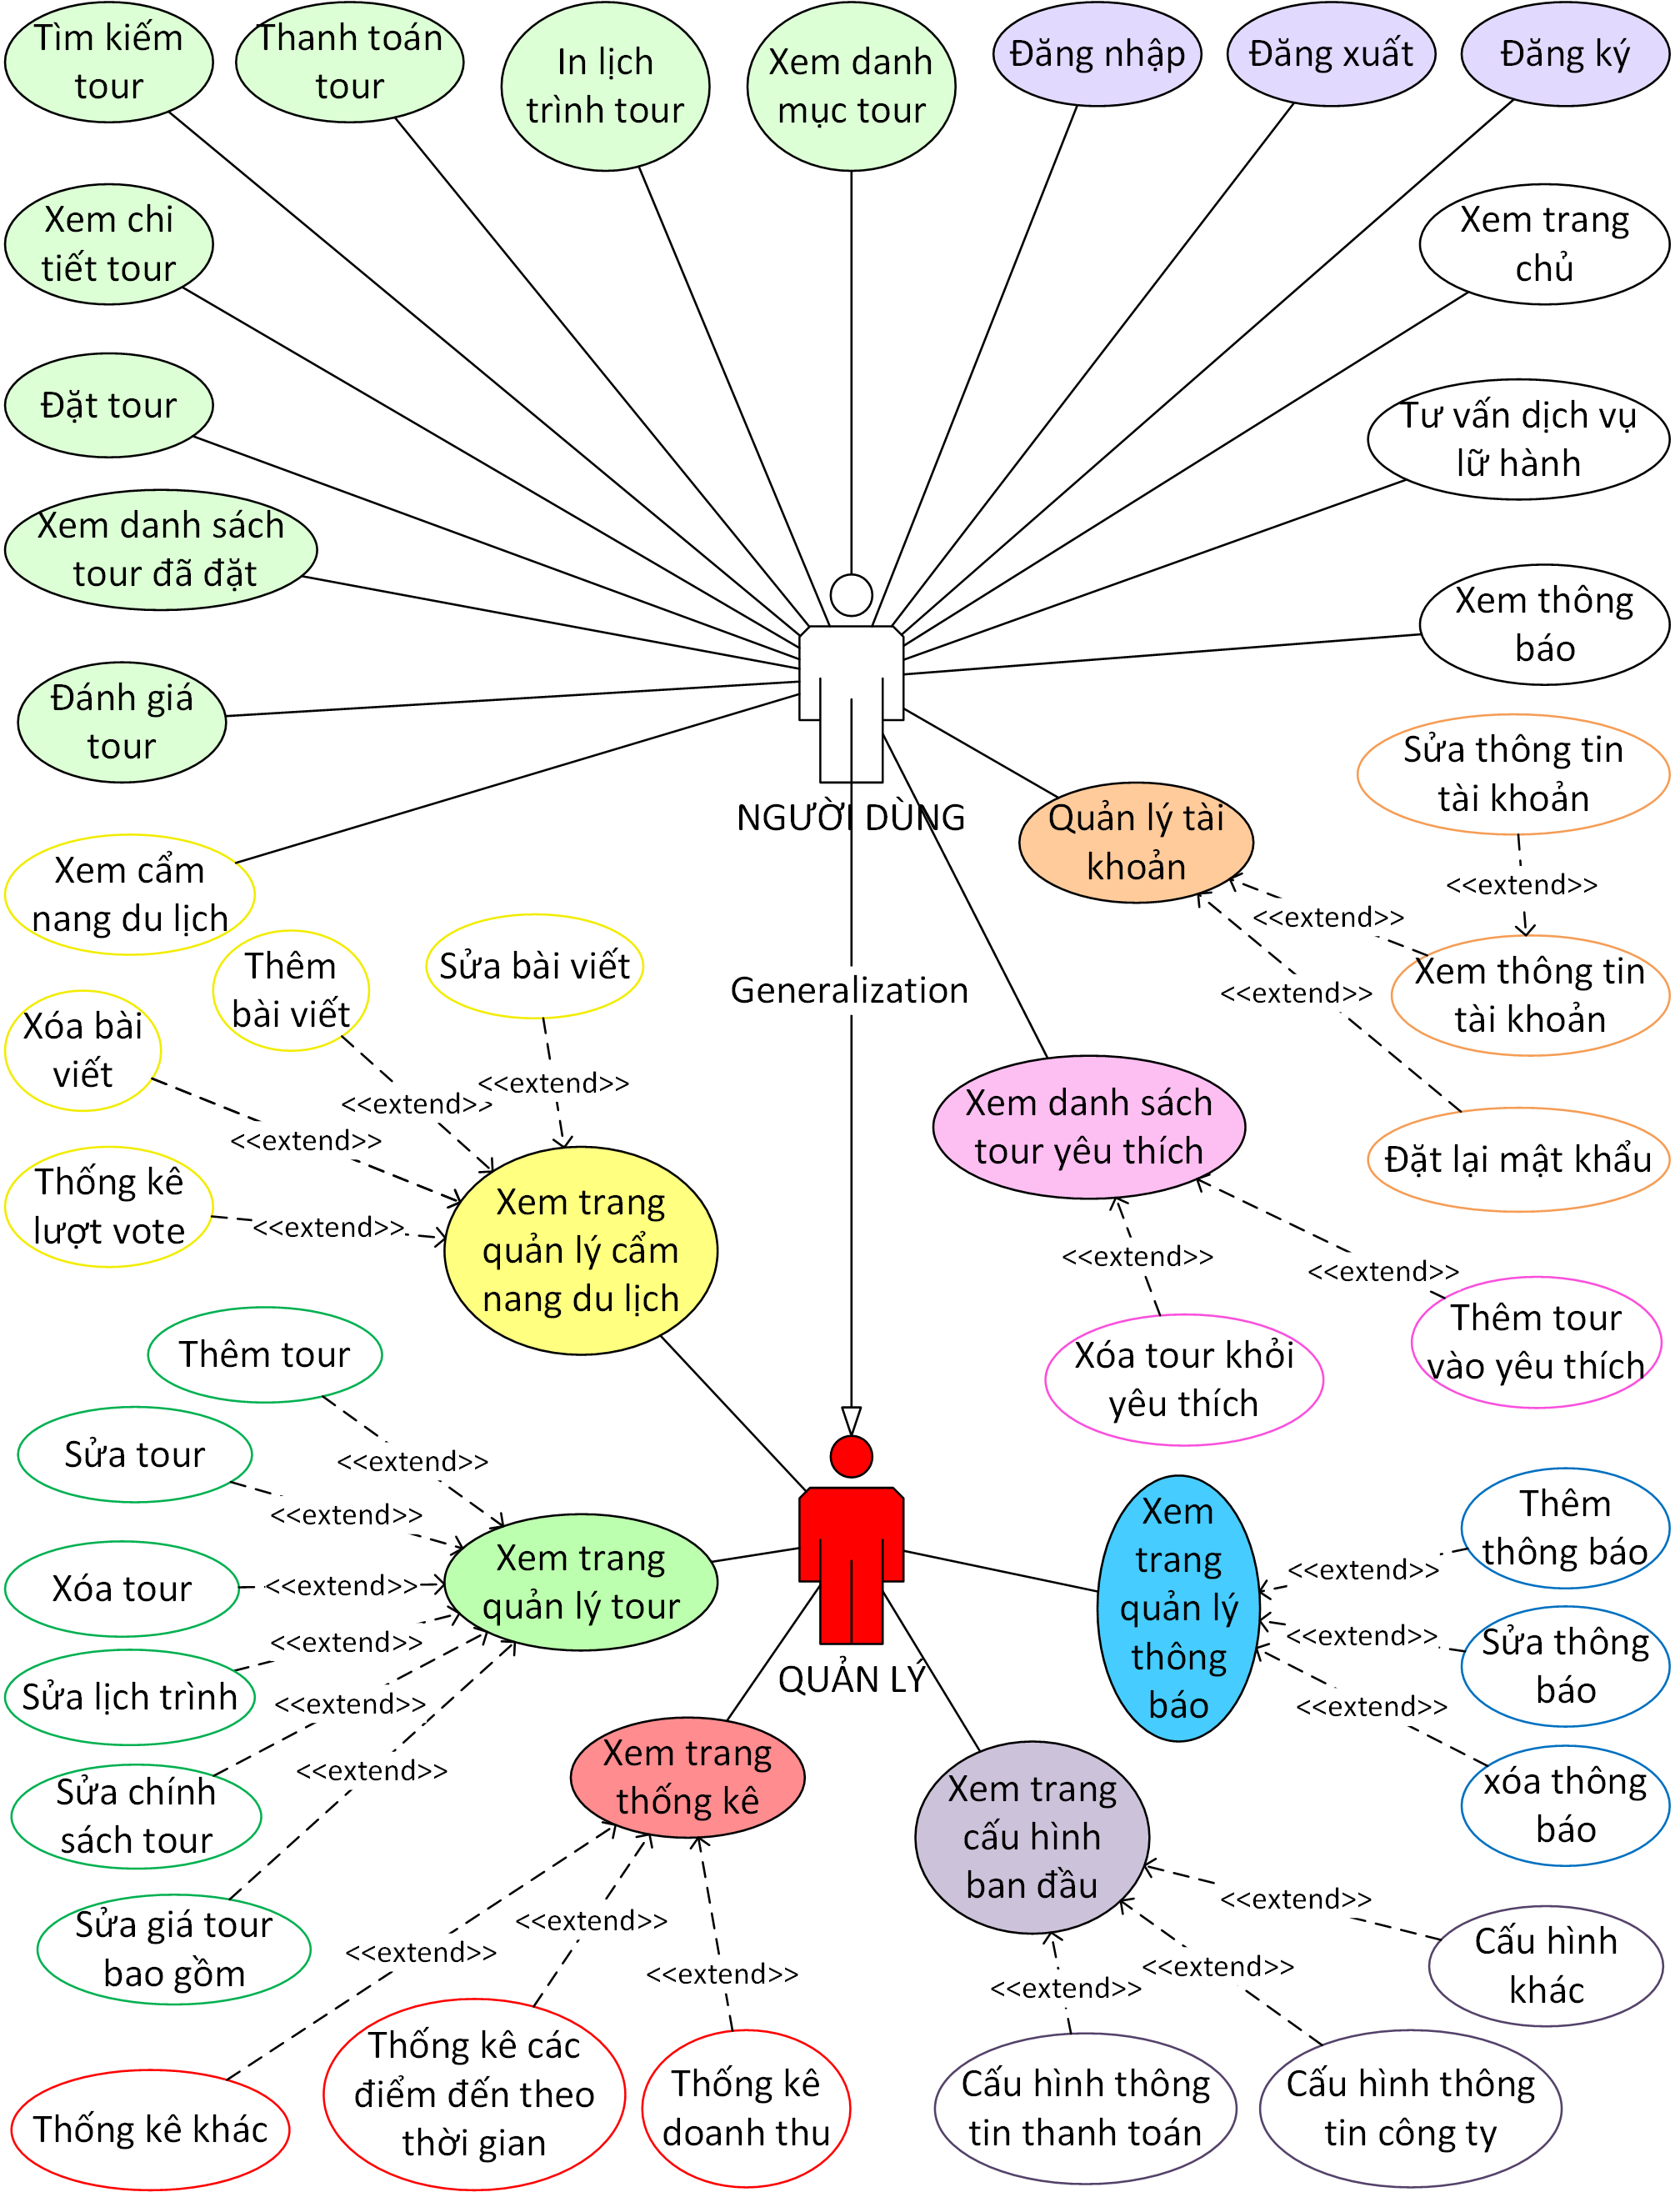 Tìm kiếm
tour
Thanh toán
tour
In lịch
trình tour
Xem danh
mục tour
Đăng nhập
Đăng xuất
Đăng ký
Xem chi
tiết tour
Xem trang
chủ
Đặt tour
Tư vấn dịch vụ
lữ hành
Xem danh sách
tour đã đặt
Xem thông
báo
Đánh giá
tour
NGƯỜI DÙNG
Quản lý tài
khoản
Sửa thông tin
tài khoản
<<extend>>
<<extend>>
Xem cẩm
nang du lịch
Thêm
bài viết
Sửa bài viết
Generalization
<<extend>>
Xem thông tin
tài khoản
Xóa bài
viết
<<extend>>
<<extend>>
<<extend>>
Xem danh sách
tour yêu thích
Đặt lại mật khẩu
Thống kê
lượt vote
<<extend>>
Xem trang
quản lý cẩm
nang du lịch
<<extend>>
<<extend>>
Thêm tour
Xóa tour khỏi
yêu thích
Thêm tour
vào yêu thích
Sửa tour
<<extend>>
<<extend>>
Xem trang
quản lý tour
Xóa tour
<<extend>>
<<extend>>
Sửa lịch trình
<<extend>>
QUẢN LÝ
Xem
trang
quản lý
thông
báo
Thêm
thông báo
<<extend>>
<<extend>>
Sửa thông
báo
<<extend>>
xóa thông
báo
Sửa chính
sách tour
<<extend>>
Xem trang
thống kê
Xem trang
cấu hình
ban đầu
Sửa giá tour
bao gồm
<<extend>>
<<extend>>
<<extend>>
<<extend>>
<<extend>>
<<extend>>
Cấu hình
khác
Thống kê khác
Thống kê các
điểm đến theo
thời gian
Thống kê
doanh thu
Cấu hình thông
tin thanh toán
Cấu hình thông
tin công ty